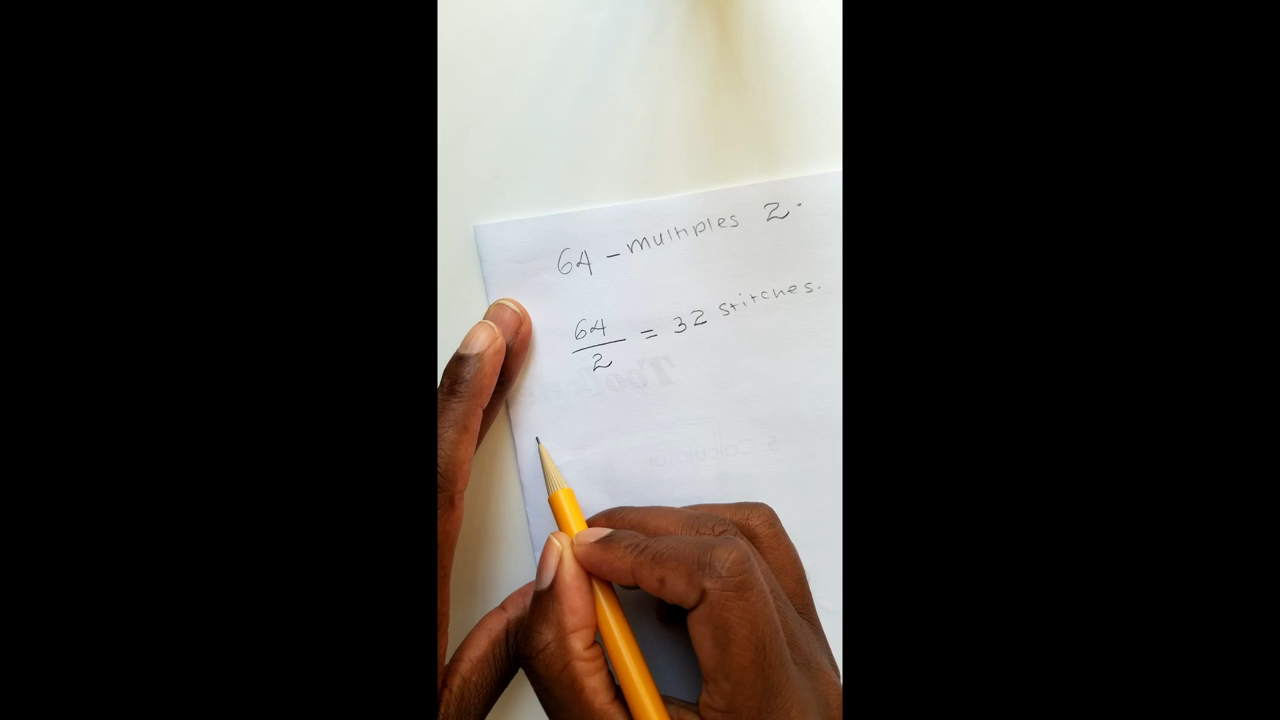 64 - multiples 2.
64
2
= 32 stitches.